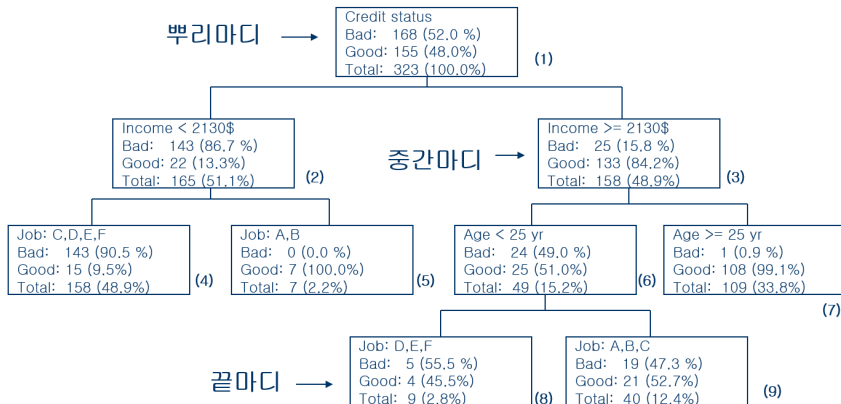 Credit status
뿌리마디
Bad: 168 (52.0 %)
Good: 155 (48.0%)
Total: 323 (100.0%)
(1)
Income < 2130$
Bad: 143 (86.7 %)
Good: 22 (13.3%)
Total: 165 (51.1%)
(2)
중간마디
Income >= 2130$
Bad: 25 (15.8 %)
Good: 133 (84.2%)
Total: 158 (48.9%)
(3)
Job: C,D,E,F
Bad: 143 (90.5 %)
Good: 15 (9.5%)
Total: 158 (48.9%)
(4)
Job: A,B
Bad: 0 (0.0 %)
Good: 7 (100.0%)
Total: 7 (2.2%)
(5)
Age < 25 yr
Bad: 24 (49.0 %)
Good: 25 (51.0%)
Total: 49 (15.2%)
(6)
Age >= 25 yr
Bad: 1 (0.9 %)
Good: 108 (99.1%)
Total: 109 (33.8%)
(7)
끝마디
Job: D,E,F
Bad: 5 (55.5 %)
Good: 4 (45.5%)
Total: 9 (2.8%)
(8)
Job: A,B,C
Bad: 19 (47.3 %)
Good: 21 (52.7%)
Total: 40 (12.4%)
(9)